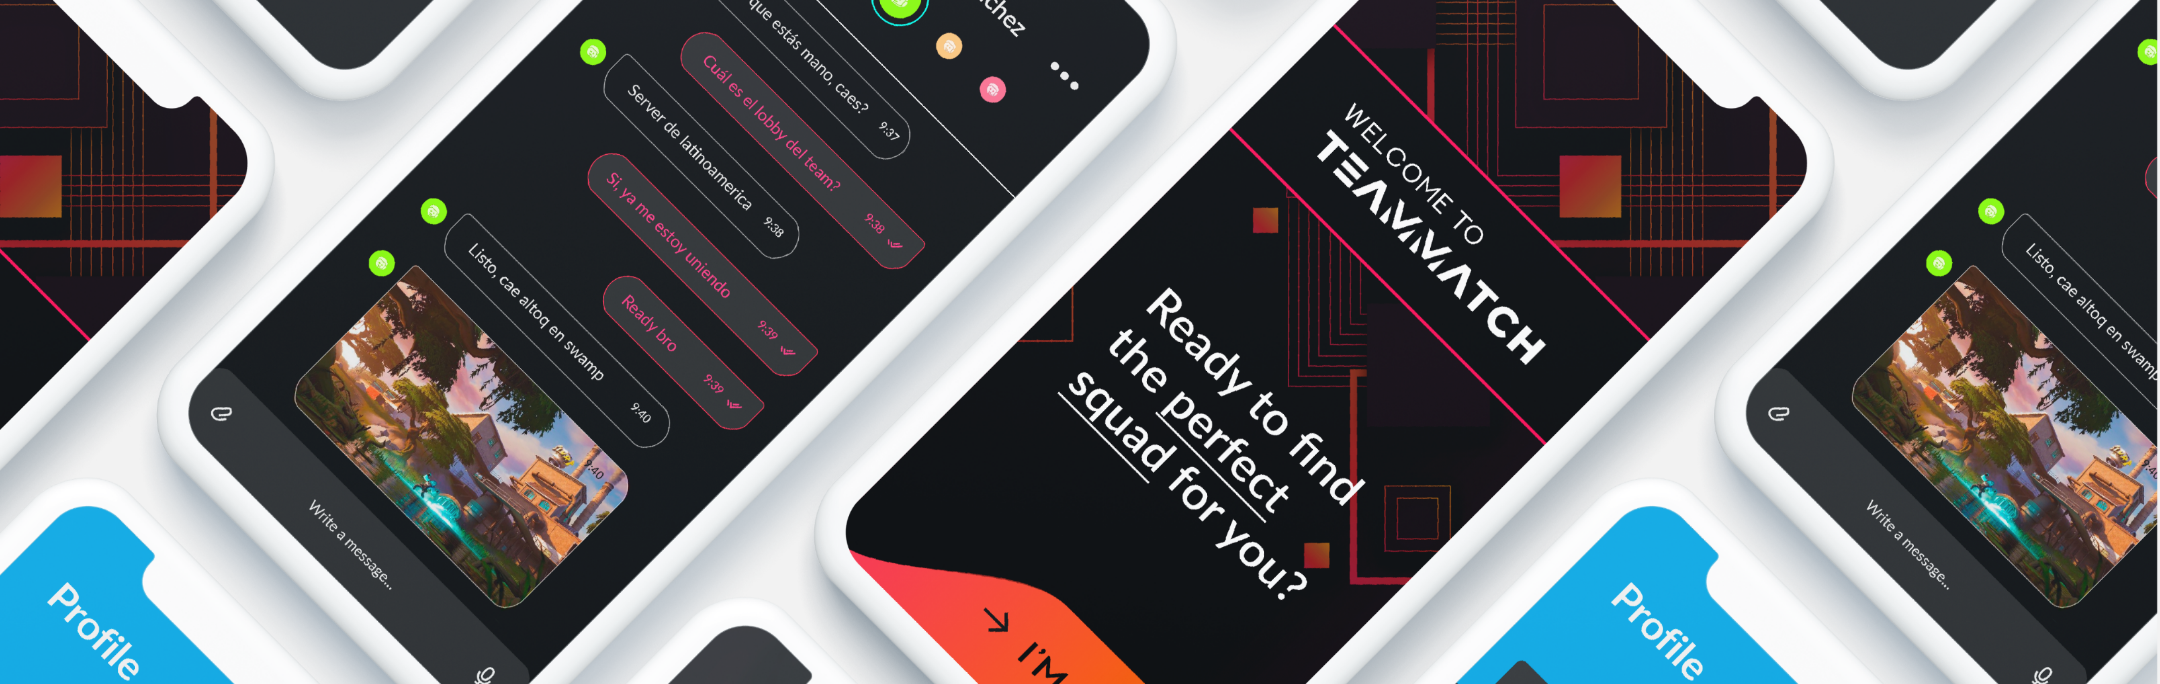 chez
que estás mano, caes?
9:37
Cuál es el lobby del team?
9:38
Server de latinoamerica
9:38
Si, ya me estoy uniendo
9:39
Ready bro
9:39
Listo, cae altoq en swamp
9:40
9:40
Write a message...
WELCOME TO
TEAMMATCH
Ready to find
the perfect
squad for you?
I'M
Profile
Profile
Listo, cae altoq en swamp
9:40
Write a message...